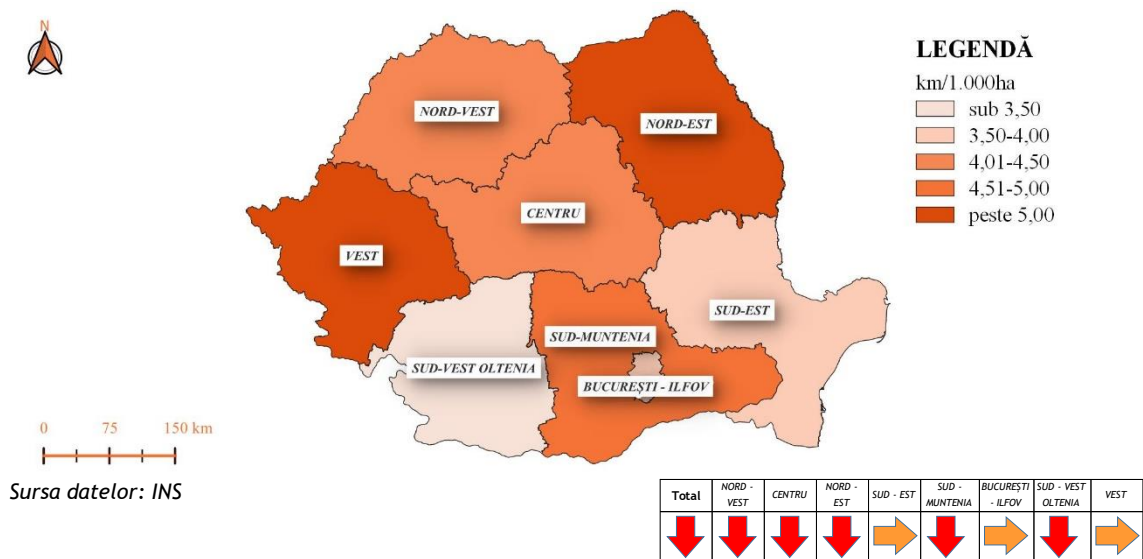 N
LEGENDĂ
km/1.000ha
sub 3,50
3,50-4,00
4,01-4,50
4,51-5,00
peste 5,00
NORD-VEST
NORD-EST
CENTRU
VEST
SUD-EST
SUD-MUNTENIA
SUD-VEST OLTENIA
BUCUREȘTI - ILFOV
0 75 150 km
Sursa datelor: INS
Total
NORD -
VEST
CENTRU
NORD -
EST
SUD - EST
SUD -
MUNTENIA
BUCUREȘTI
- ILFOV
SUD - VEST
OLTENIA
VEST